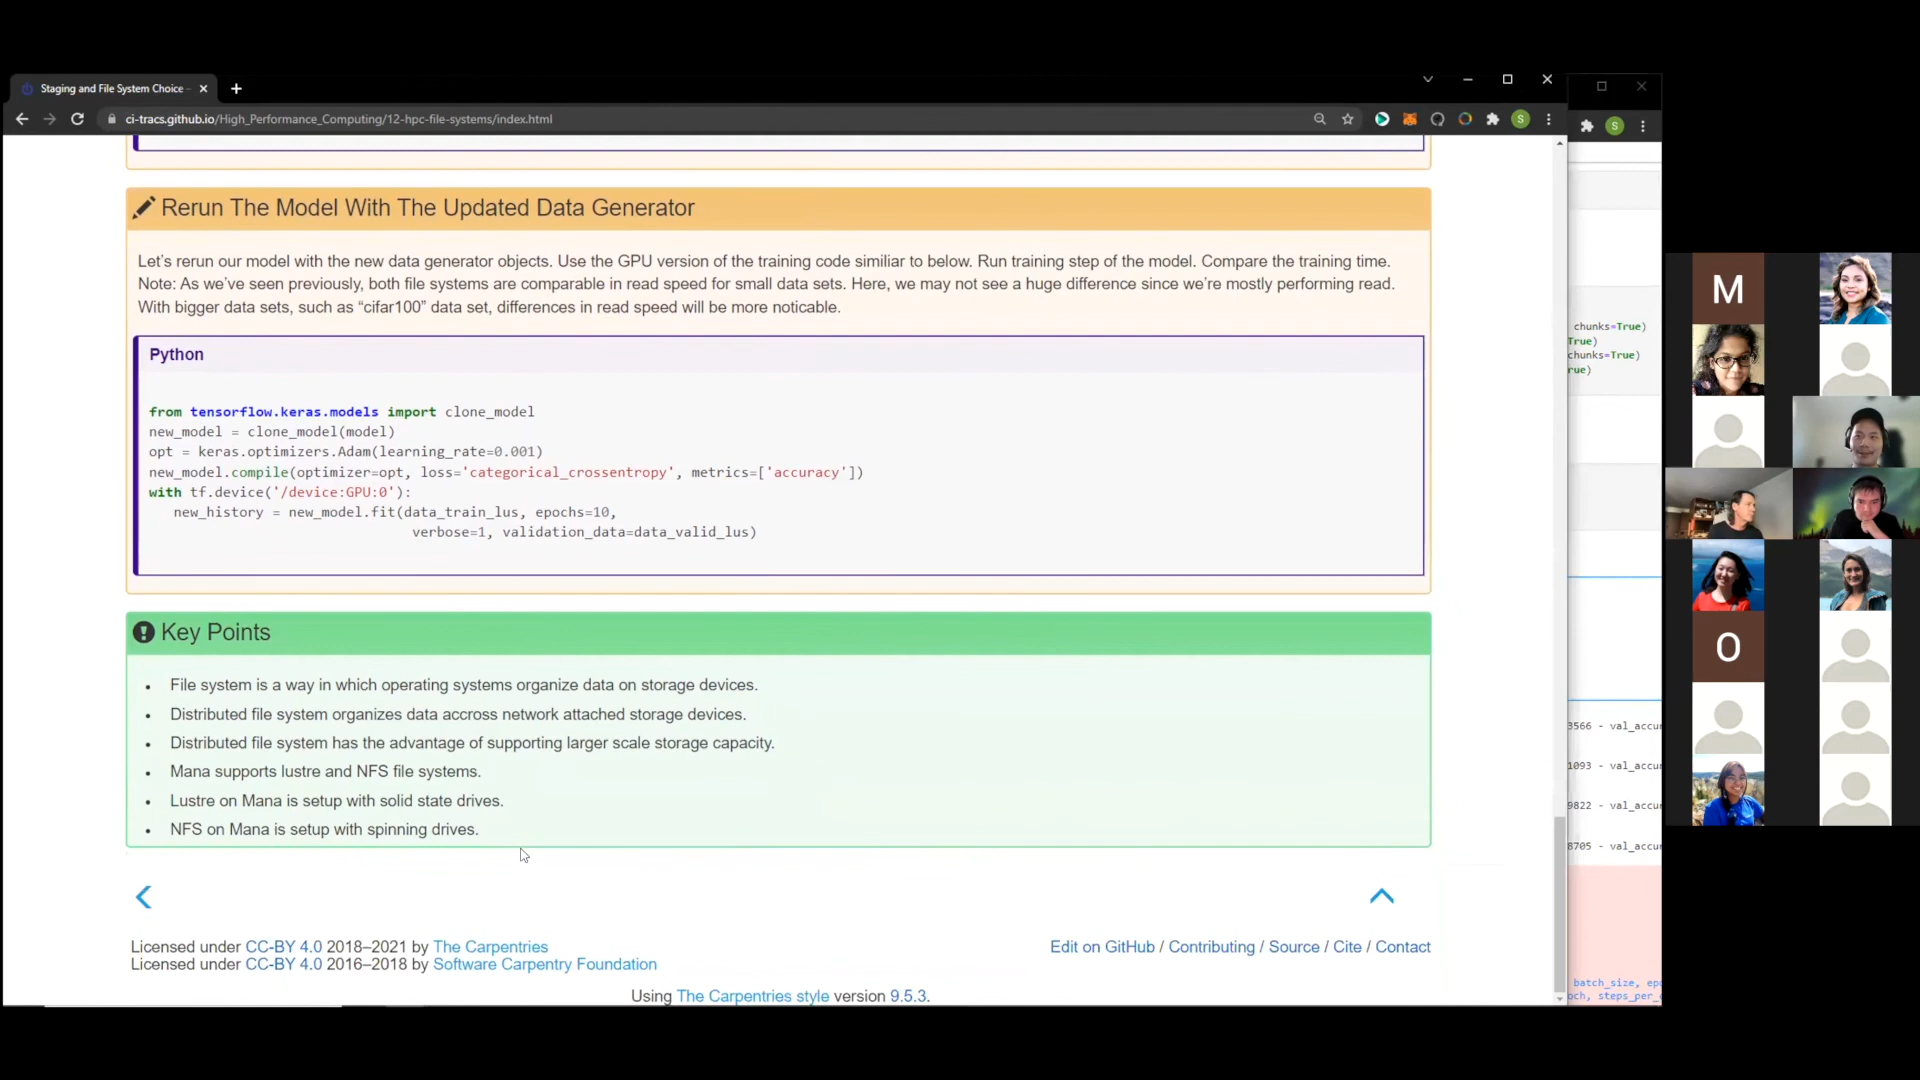 Staging and File System Choice -
ci-tracs.github.io/High_Performance_Computing/12-hpc-file-systems/index.html
S
S
Rerun The Model With The Updated Data Generator
Let's rerun our model with the new data generator objects. Use the GPU version of the training code similiar to below. Run training step of the model. Compare the training time.
Note: As we've seen previously, both file systems are comparable in read speed for small data sets. Here, we may not see a huge difference since we're mostly performing read.
With bigger data sets, such as “cifar100” data set, differences in read speed will be more noticable.
Python
from tensorflow.keras.models import clone_model
new_model = clone_model(model)
opt = keras.optimizers.Adam(learning_rate=0.001)
new_model.compile(optimizer=opt, loss='categorical_crossentropy', metrics=['accuracy'])
with tf.device('/device:GPU:0'):
new_history = new_model.fit(data_train_lus, epochs=10,
verbose=1, validation_data=data_valid_lus)
Key Points
File system is a way in which operating systems organize data on storage devices.
Distributed file system organizes data accross network attached storage devices.
Distributed file system has the advantage of supporting larger scale storage capacity.
Mana supports lustre and NFS file systems.
Lustre on Mana is setup with solid state drives.
NFS on Mana is setup with spinning drives.
Licensed under CC-BY 4.0 2018–2021 by The Carpentries
Licensed under CC-BY 4.0 2016–2018 by Software Carpentry Foundation
Edit on GitHub / Contributing / Source / Cite / Contact
Using The Carpentries style version 9.5.3.
chunks=True)
True)
chunks=True)
rue)
3566 - val_accur
1093 - val_accur
9822 - val_accur
8705 - val_accur
batch_size, epo
och, steps_per_
M
O